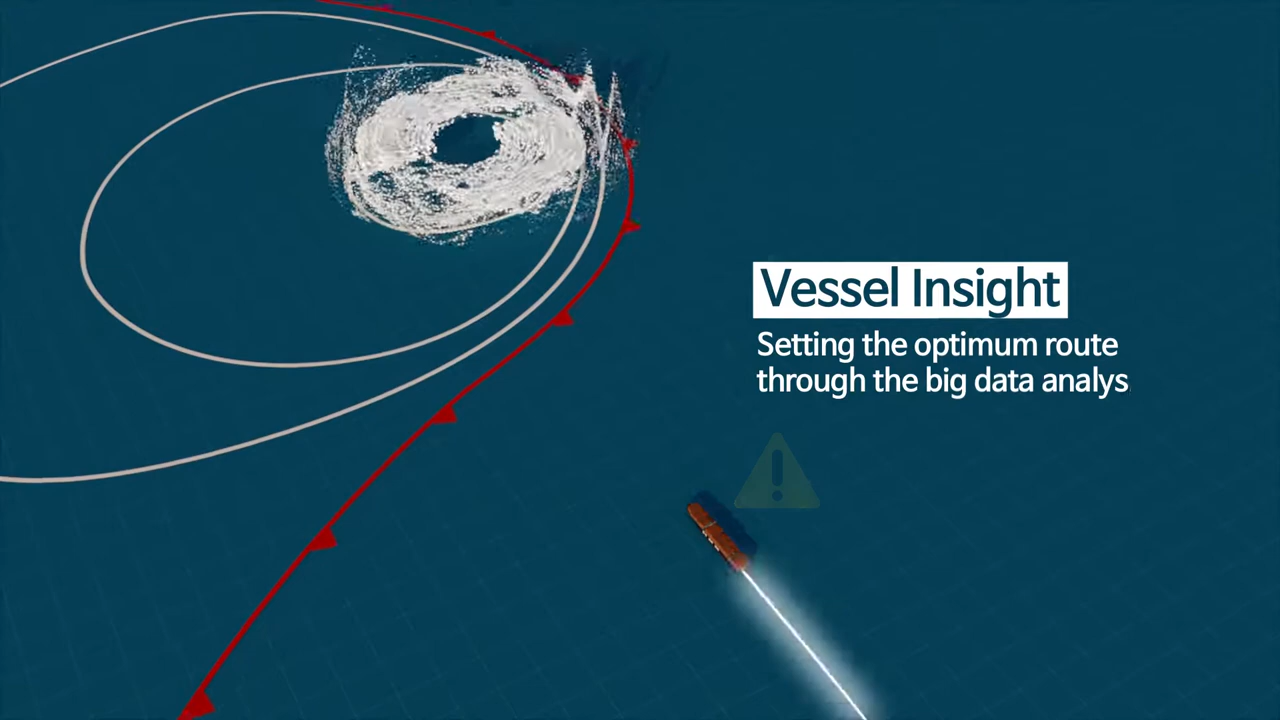 Vessel Insight
Setting the optimum route
through the big data analys